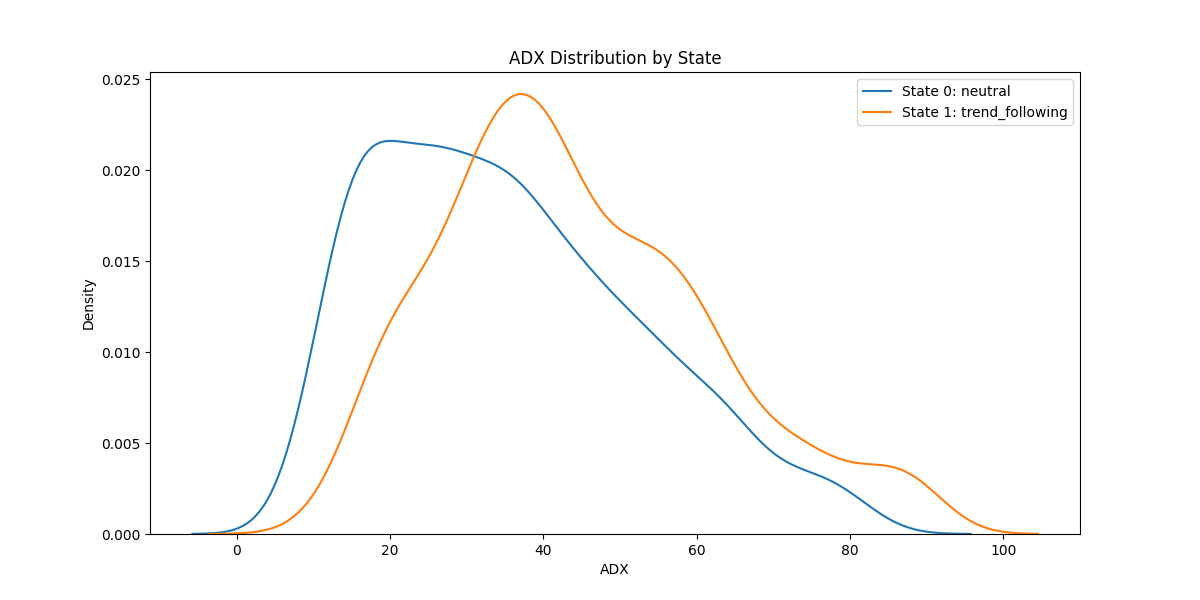 ADX Distribution by State
State 0: neutral
State 1: trend_following
Density
0.025
0.020
0.015
0.010
0.005
0.000
0 20 40 60 80 100
ADX